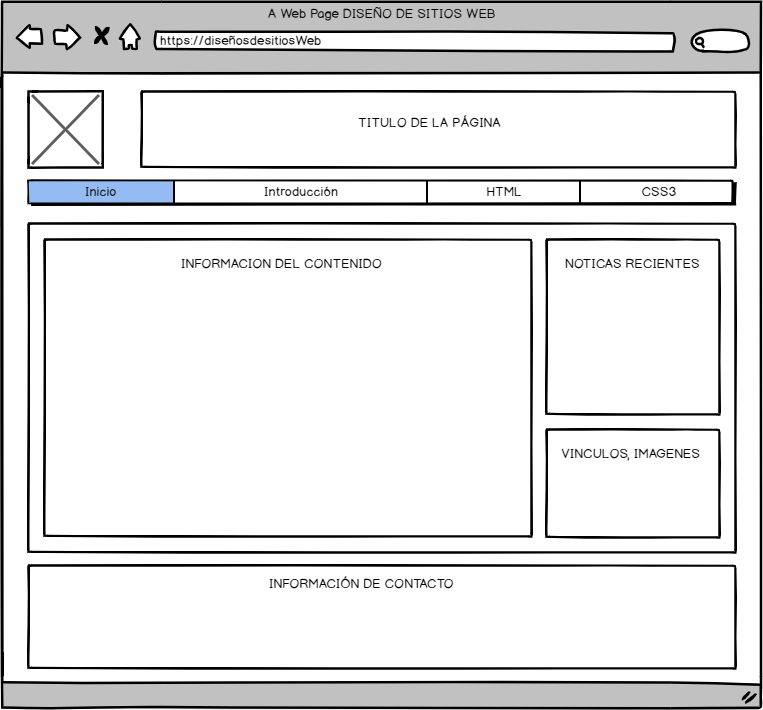 A Web Page DISEÑO DE SITIOS WEB
https://diseñosdesitiosWeb
TITULO DE LA PÁGINA
Inicio
Introducción
HTML
CSS3
INFORMACION DEL CONTENIDO
NOTICAS RECIENTES
VINCULOS, IMAGENES
INFORMACIÓN DE CONTACTO